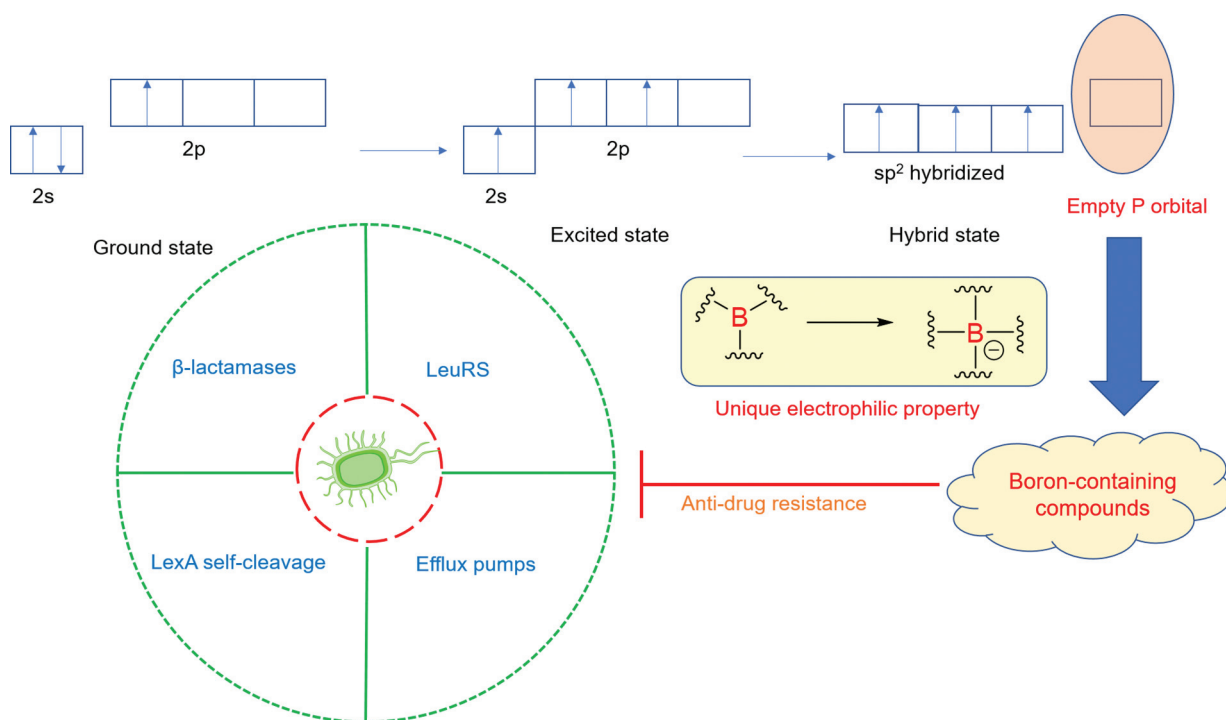 2p
2s
2p
2s
sp² hybridized
Empty P orbital
Ground state
Excited state
Hybrid state
B
B
−
Unique electrophilic property
β-lactamases
LeuRS
LexA self-cleavage
Efflux pumps
Anti-drug resistance
Boron-containing
compounds